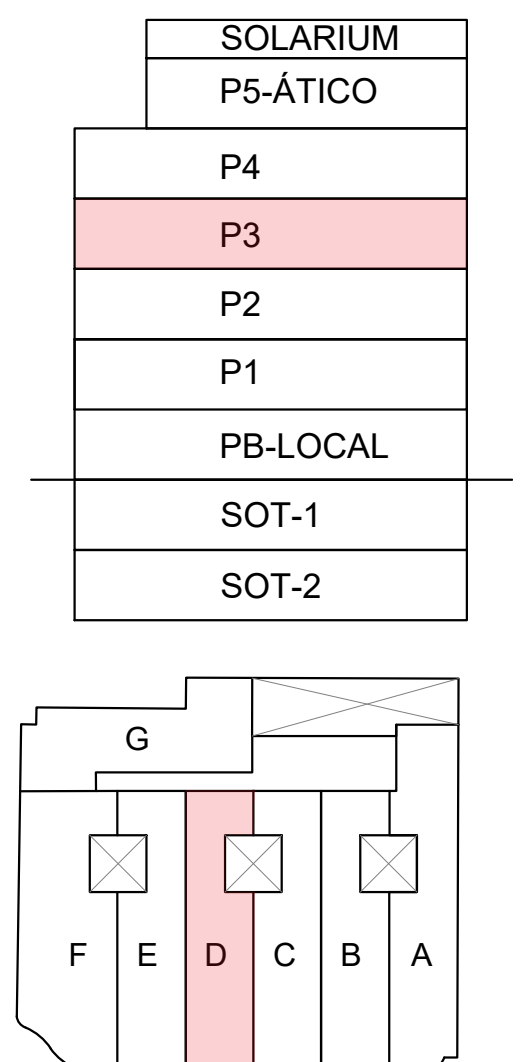 SOLARIUM
P5-ÁTICO
P4
P3
P2
P1
PB-LOCAL
SOT-1
SOT-2
G
F E D C B A